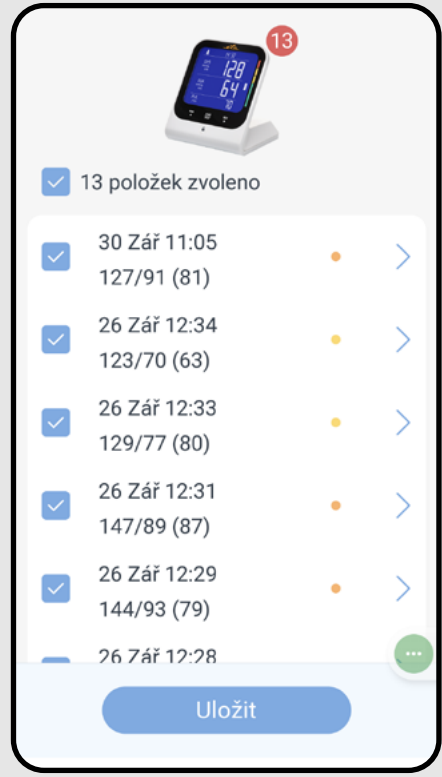 13
128
64
13 položek zvoleno
30 Zář 11:05
127/91 (81)
26 Zář 12:34
123/70 (63)
26 Zář 12:33
129/77 (80)
26 Zář 12:31
147/89 (87)
26 Zář 12:29
144/93 (79)
26 Zář 12:28
Uložit